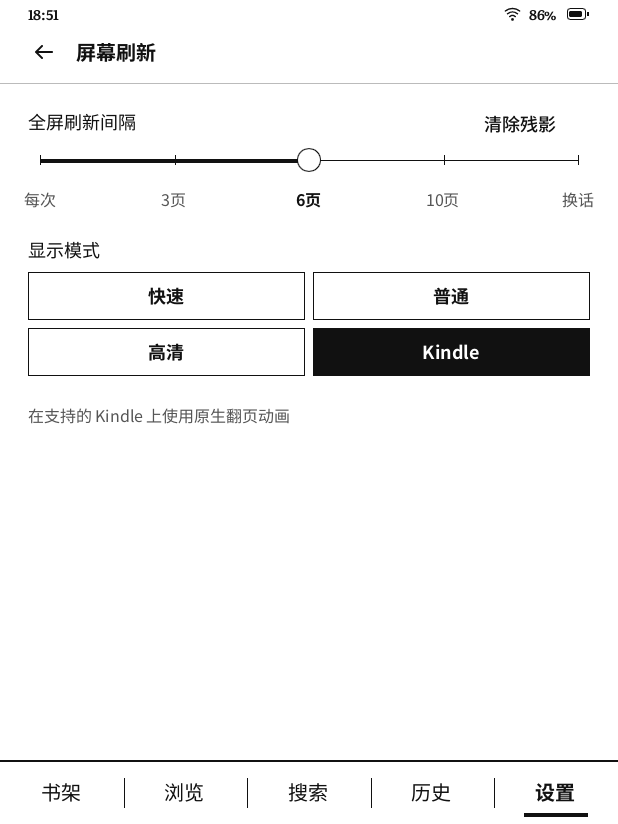 18:51 86%
屏幕刷新
全屏刷新间隔 清除残影
每次 3页 6页 10页 换话
显示模式
快速 普通
高清 Kindle
在支持的 Kindle 上使用原生翻页动画
书架 浏览 搜索 历史 设置